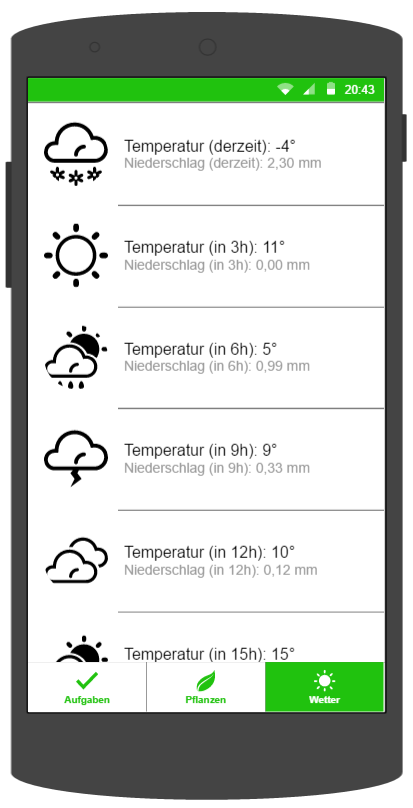 20:43
Temperatur (derzeit): -4°
Niederschlag (derzeit): 2,30 mm
Temperatur (in 3h): 11°
Niederschlag (in 3h): 0,00 mm
Temperatur (in 6h): 5°
Niederschlag (in 6h): 0,99 mm
Temperatur (in 9h): 9°
Niederschlag (in 9h): 0,33 mm
Temperatur (in 12h): 10°
Niederschlag (in 12h): 0,12 mm
Temperatur (in 15h): 15°
Aufgaben Pflanzen Wetter